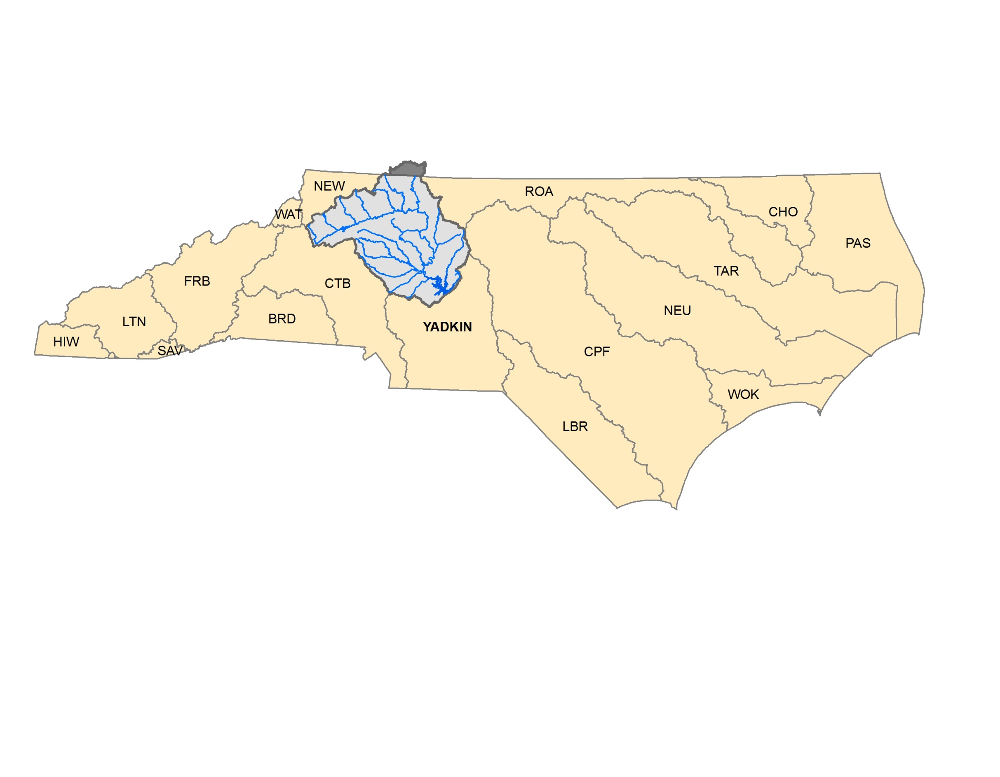 NEW
ROA
WAT
CHO
PAS
TAR
FRB
CTB
NEU
BRD
LTN
YADKIN
HIW
SAV
CPF
WOK
LBR